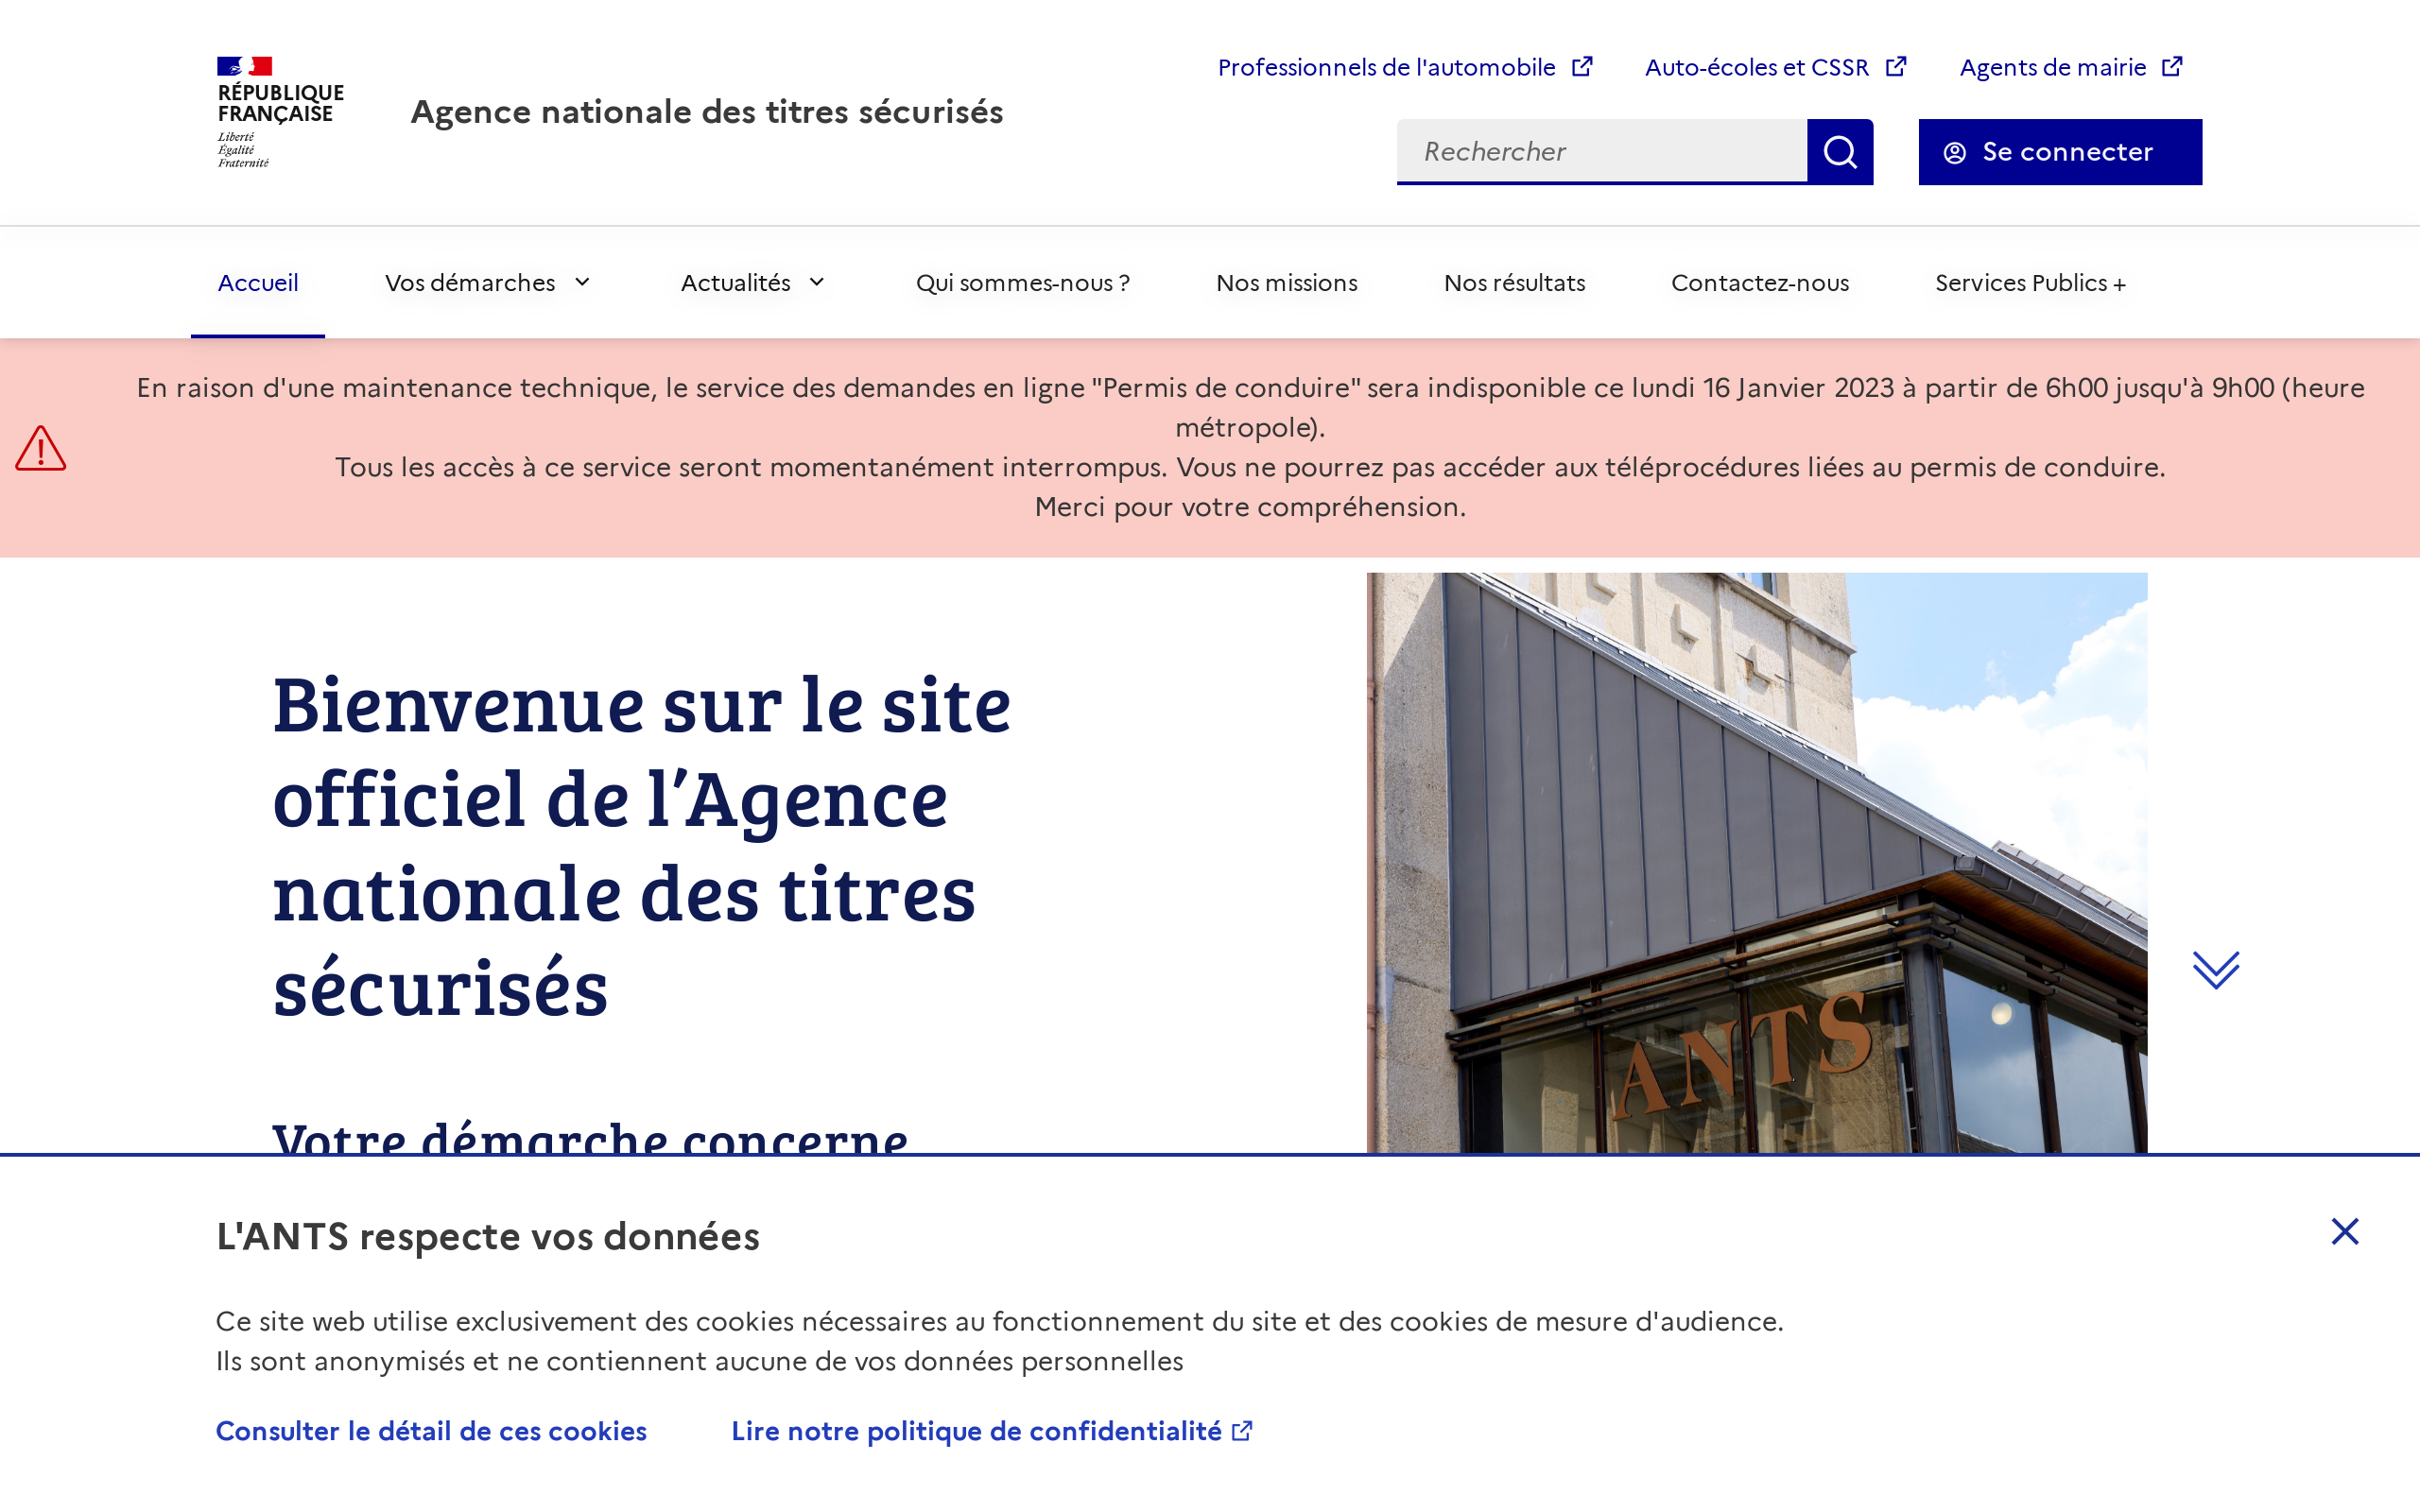 RÉPUBLIQUE
FRANÇAISE
Liberté
Égalité
Fraternité
Agence nationale des titres sécurisés
Professionnels de l'automobile
Auto-écoles et CSSR
Agents de mairie
Rechercher
Se connecter
Accueil
Vos démarches
Actualités
Qui sommes-nous ?
Nos missions
Nos résultats
Contactez-nous
Services Publics +
En raison d'une maintenance technique, le service des demandes en ligne "Permis de conduire" sera indisponible ce lundi 16 Janvier 2023 à partir de 6h00 jusqu'à 9h00 (heure
métropole).
Tous les accès à ce service seront momentanément interrompus. Vous ne pourrez pas accéder aux téléprocédures liées au permis de conduire.
Merci pour votre compréhension.
Bienvenue sur le site
officiel de l’Agence
nationale des titres
sécurisés
ANTS
Votre démarche concerne
L'ANTS respecte vos données
Ce site web utilise exclusivement des cookies nécessaires au fonctionnement du site et des cookies de mesure d'audience.
Ils sont anonymisés et ne contiennent aucune de vos données personnelles
Consulter le détail de ces cookies
Lire notre politique de confidentialité